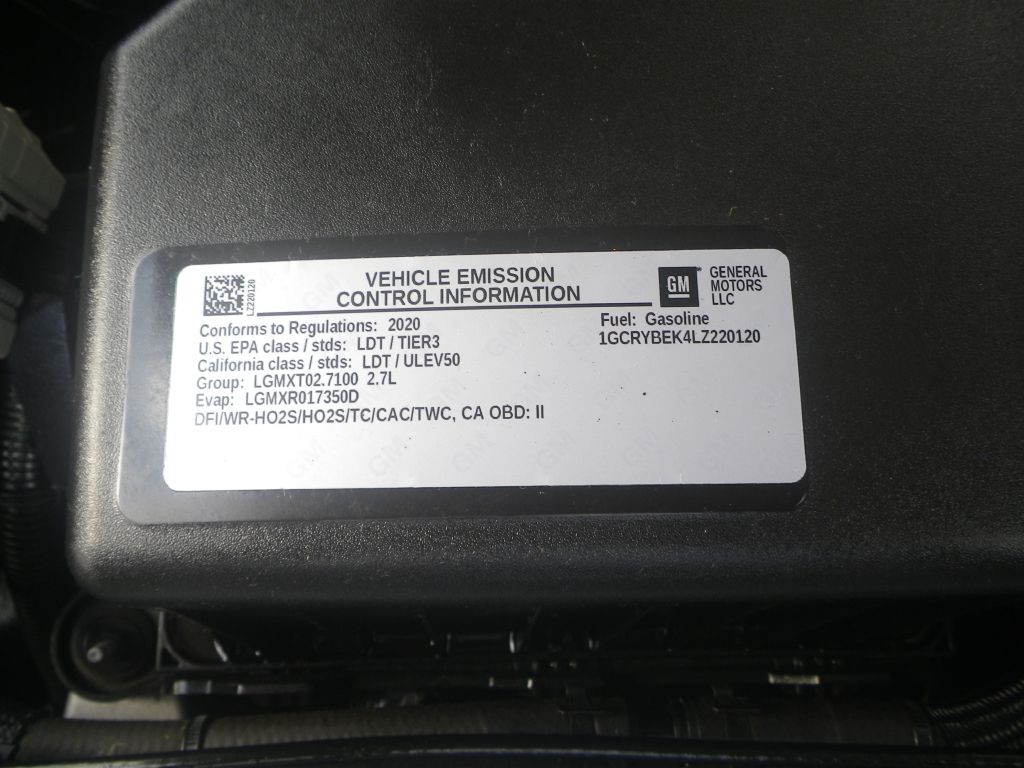 VEHICLE EMISSION
CONTROL INFORMATION
LZ220120
GM
GENERAL
MOTORS
LLC
Conforms to Regulations: 2020
U.S. EPA class / stds: LDT / TIER3
California class / stds: LDT / ULEV50
Group: LGMXT02.7100 2.7L
Evap: LGMXR017350D
DFI/WR-HO2S/HO2S/TC/CAC/TWC, CA OBD: II
Fuel: Gasoline
1GCRYBEK4LZ220120